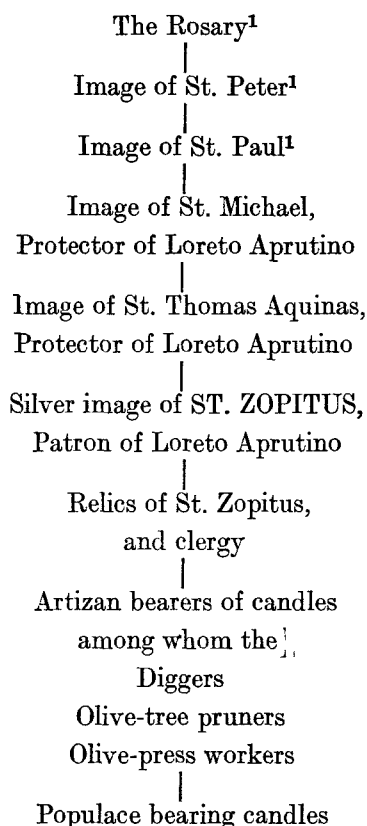 The Rosary¹
Image of St. Peter¹
Image of St. Paul¹
Image of St. Michael,
Protector of Loreto Aprutino
Image of St. Thomas Aquinas,
Protector of Loreto Aprutino
Silver image of ST. ZOPITUS,
Patron of Loreto Aprutino
Relics of St. Zopitus,
and clergy
Artizan bearers of candles
among whom the
Diggers
Olive-tree pruners
Olive-press workers
Populace bearing candles